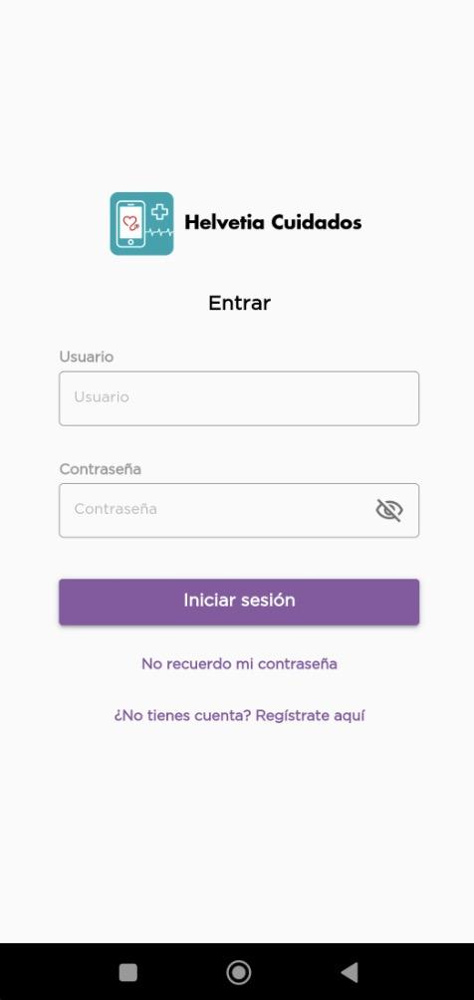 Helvetia Cuidados
Entrar
Usuario
Usuario
Contraseña
Contraseña
Iniciar sesión
No recuerdo mi contraseña
¿No tienes cuenta? Regístrate aquí